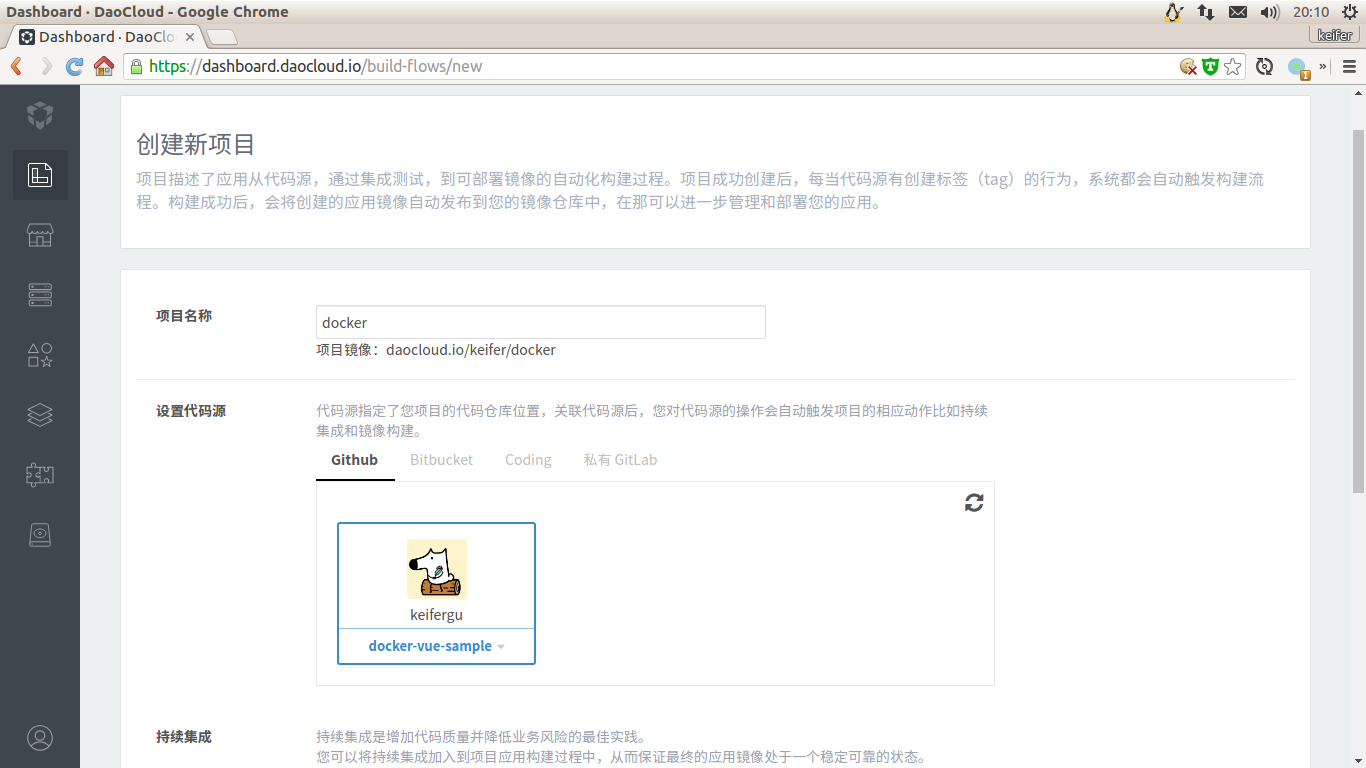 Dashboard · DaoCloud - Google Chrome
20:10
Dashboard · DaoClo
keifer
https://dashboard.daocloud.io/build-flows/new
1
»
创建新项目
项目描述了应用从代码源，通过集成测试，到可部署镜像的自动化构建过程。项目成功创建后，每当代码源有创建标签（tag）的行为，系统都会自动触发构建流
程。构建成功后，会将创建的应用镜像自动发布到您的镜像仓库中，在那可以进一步管理和部署您的应用。
项目名称
docker
项目镜像：daocloud.io/keifer/docker
设置代码源
代码源指定了您项目的代码仓库位置，关联代码源后，您对代码源的操作会自动触发项目的相应动作比如持续
集成和镜像构建。
Github Bitbucket Coding 私有 GitLab
keifergu
docker-vue-sample
持续集成
持续集成是增加代码质量并降低业务风险的最佳实践。
您可以将持续集成加入到项目应用构建过程中，从而保证最终的应用镜像处于一个稳定可靠的状态。